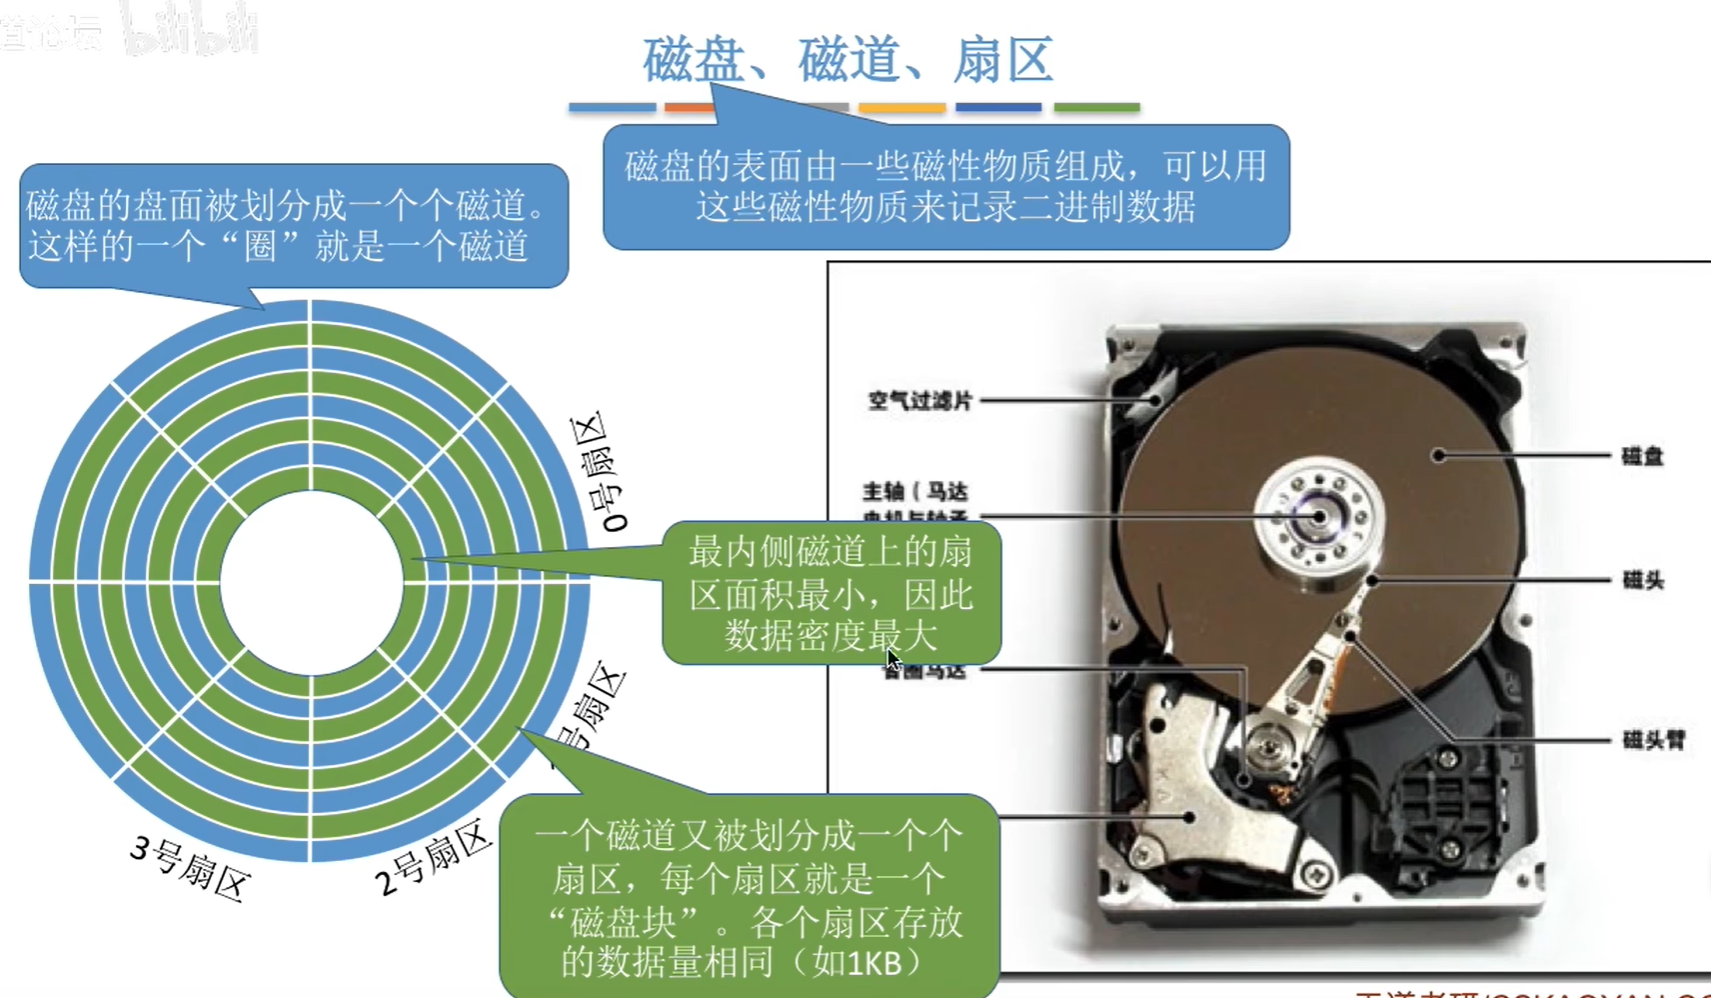 道论坛 bilibili
磁盘、磁道、扇区
磁盘的表面由一些磁性物质组成，可以用
这些磁性物质来记录二进制数据
磁盘的盘面被划分成一个个磁道。
这样的一个“圈”就是一个磁道
0号扇区
号扇区
2号扇区
3号扇区
最内侧磁道上的扇
区面积最小，因此
数据密度最大
一个磁道又被划分成一个个
扇区，每个扇区就是一个
“磁盘块”。各个扇区存放
的数据量相同（如1KB）
空气过滤片
主轴（马达
磁盘
磁头
音圈马达
磁头臂